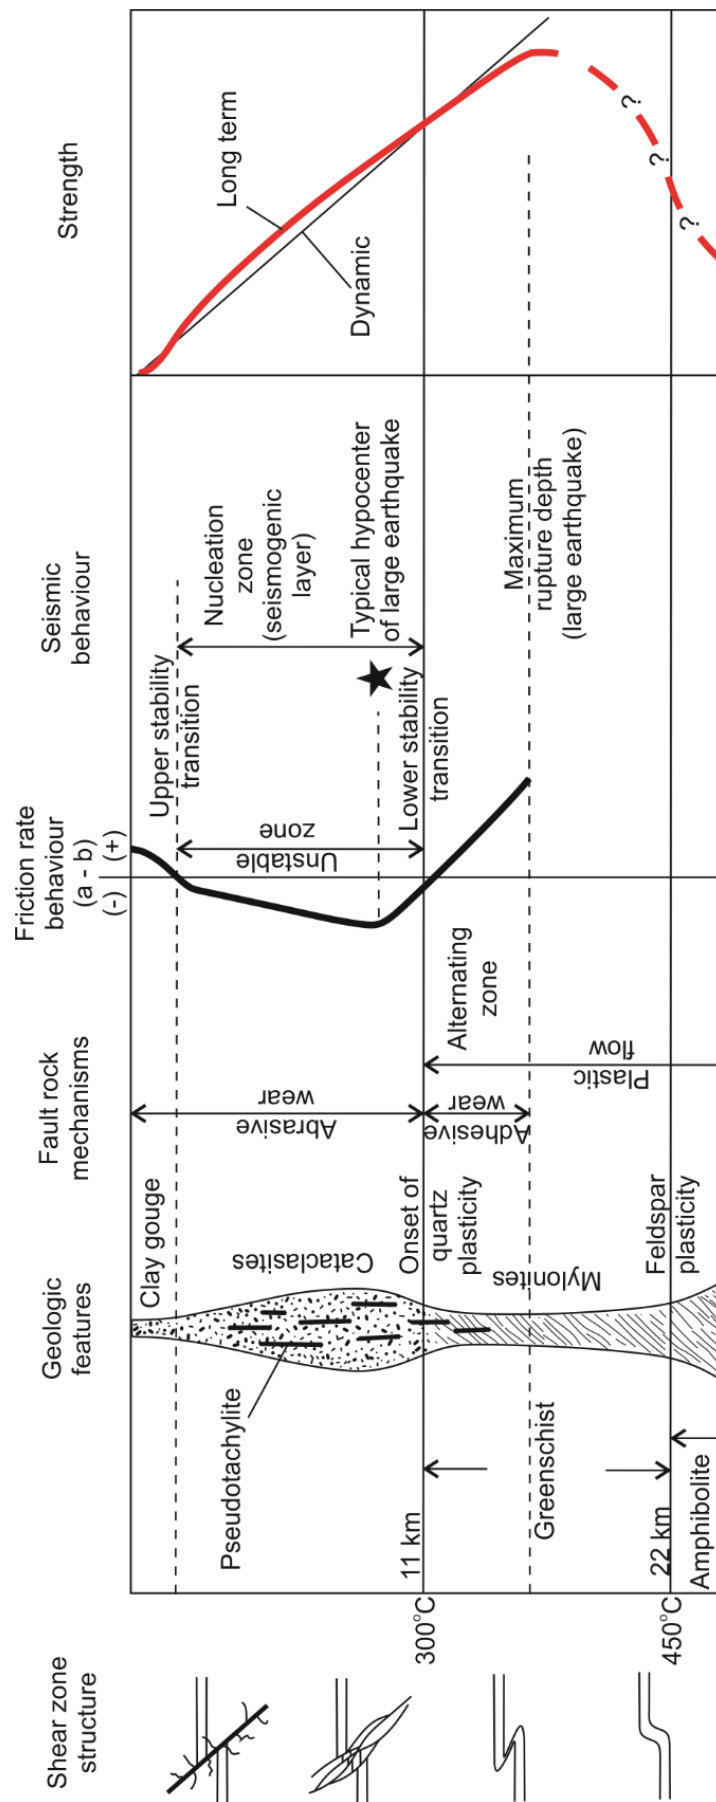 Shear zone
structure
Geologic
features
Fault rock
mechanisms
Friction rate
behaviour
(a - b)
(-) (+)
Seismic
behaviour
Strength
Clay gouge
Pseudotachylite
Cataclasites
Abrasive
wear
Upper stability
transition
Unstable
zone
Nucleation
zone
(seismogenic
layer)
Typical hypocenter
of large earthquake
Long term
Dynamic
300°C
11 km
Onset of
quartz
plasticity
Adhesive
wear
Alternating
zone
Lower stability
transition
Greenschist
Mylonites
Plastic
flow
Maximum
rupture depth
(large earthquake)
450°C
22 km
Amphibolite
Feldspar
plasticity
?
?
?